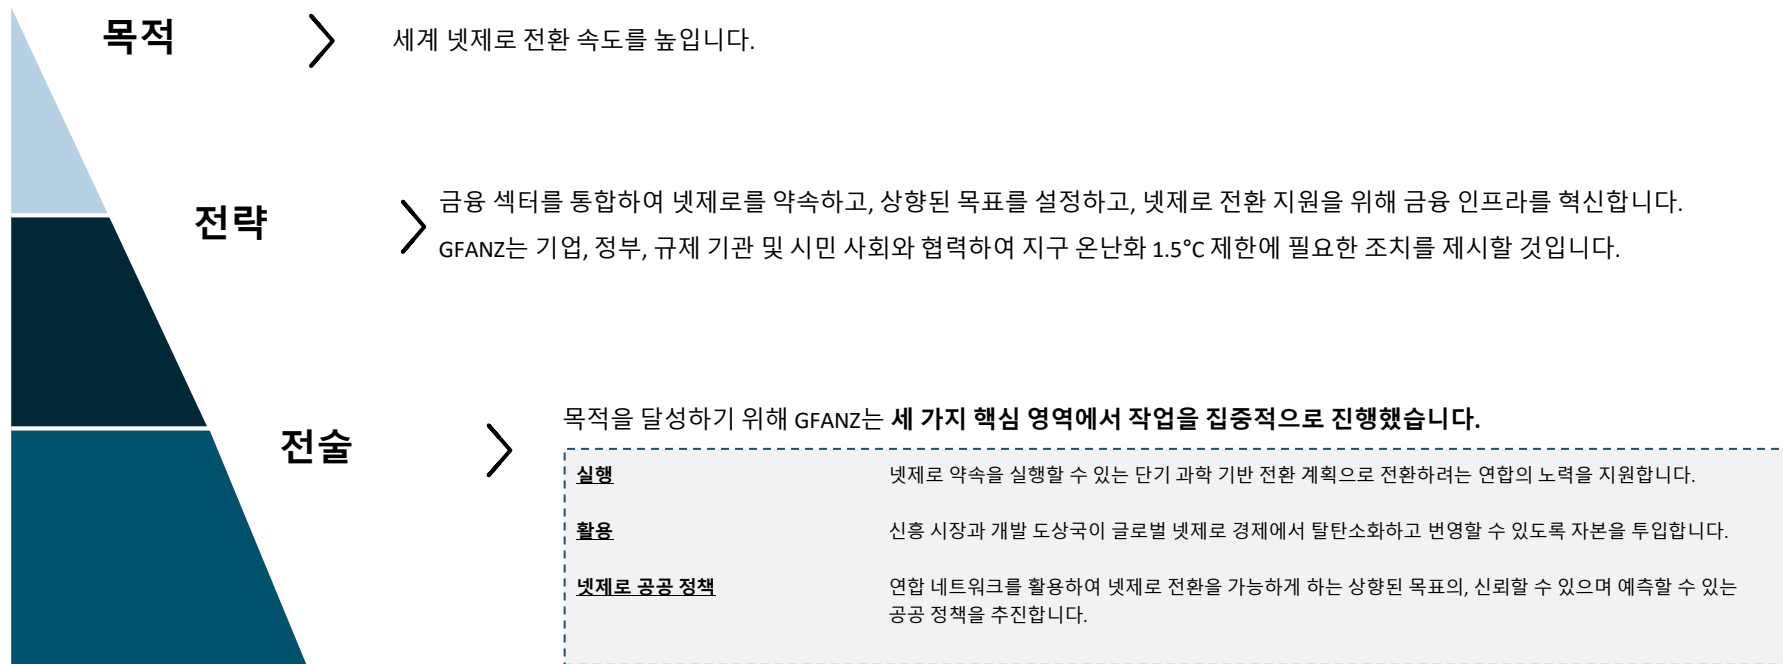 목적
세계 넷제로 전환 속도를 높입니다.
전략
금융 섹터를 통합하여 넷제로를 약속하고, 상향된 목표를 설정하고, 넷제로 전환 지원을 위해 금융 인프라를 혁신합니다.
GFANZ는 기업, 정부, 규제 기관 및 시민 사회와 협력하여 지구 온난화 1.5°C 제한에 필요한 조치를 제시할 것입니다.
전술
목적을 달성하기 위해 GFANZ는 세 가지 핵심 영역에서 작업을 집중적으로 진행했습니다.
실행
넷제로 약속을 실행할 수 있는 단기 과학 기반 전환 계획으로 전환하려는 연합의 노력을 지원합니다.
활용
신흥 시장과 개발 도상국이 글로벌 넷제로 경제에서 탈탄소화하고 번영할 수 있도록 자본을 투입합니다.
넷제로 공공 정책
연합 네트워크를 활용하여 넷제로 전환을 가능하게 하는 상향된 목표의, 신뢰할 수 있으며 예측할 수 있는
공공 정책을 추진합니다.